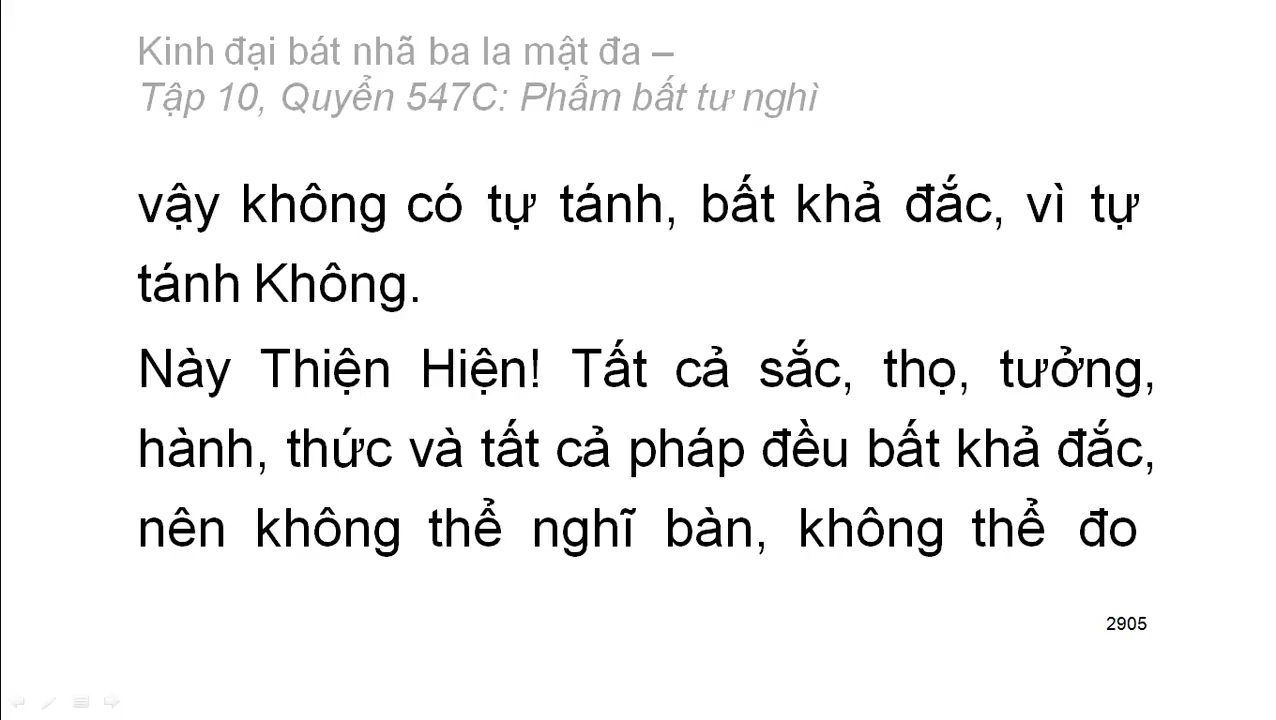 Kinh đại bát nhã ba la mật đa –
Tập 10, Quyển 547C: Phẩm bất tư nghì
vậy không có tự tánh, bất khả đắc, vì tự
tánh Không.
Này Thiện Hiện! Tất cả sắc, thọ, tưởng,
hành, thức và tất cả pháp đều bất khả đắc,
nên không thể nghĩ bàn, không thể đo
2905